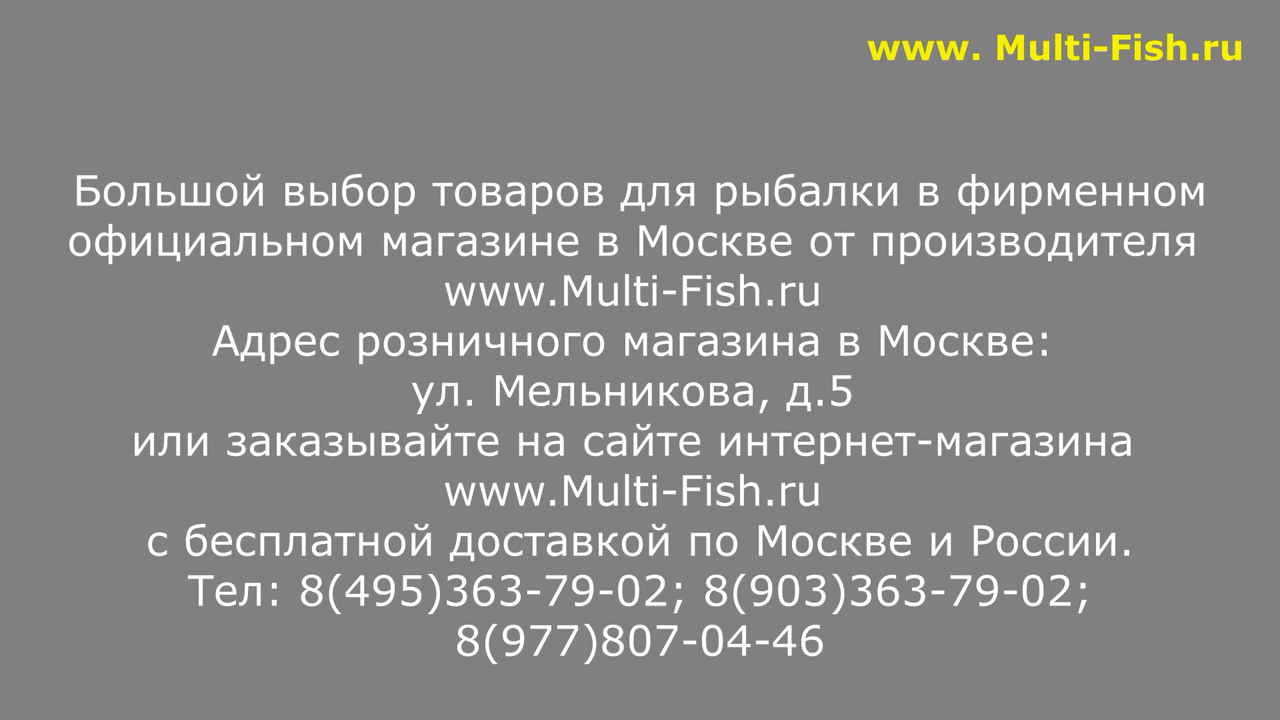 www. Multi-Fish.ru
Большой выбор товаров для рыбалки в фирменном
официальном магазине в Москве от производителя
www.Multi-Fish.ru
Адрес розничного магазина в Москве:
ул. Мельникова, д.5
или заказывайте на сайте интернет-магазина
www.Multi-Fish.ru
с бесплатной доставкой по Москве и России.
Тел: 8(495)363-79-02; 8(903)363-79-02;
8(977)807-04-46